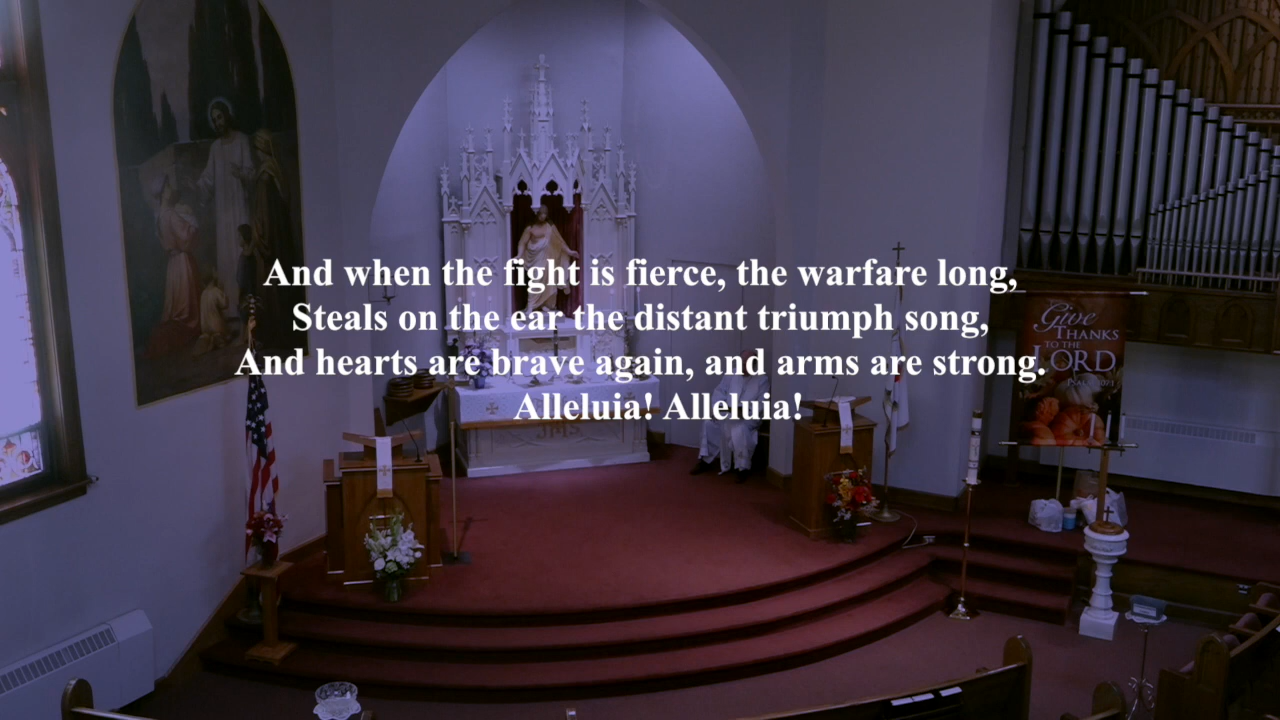 And when the fight is fierce, the warfare long,
Steals on the ear the distant triumph song,
And hearts are brave again, and arms are strong.
Alleluia! Alleluia!
Give
THANKS
TO THE
LORD